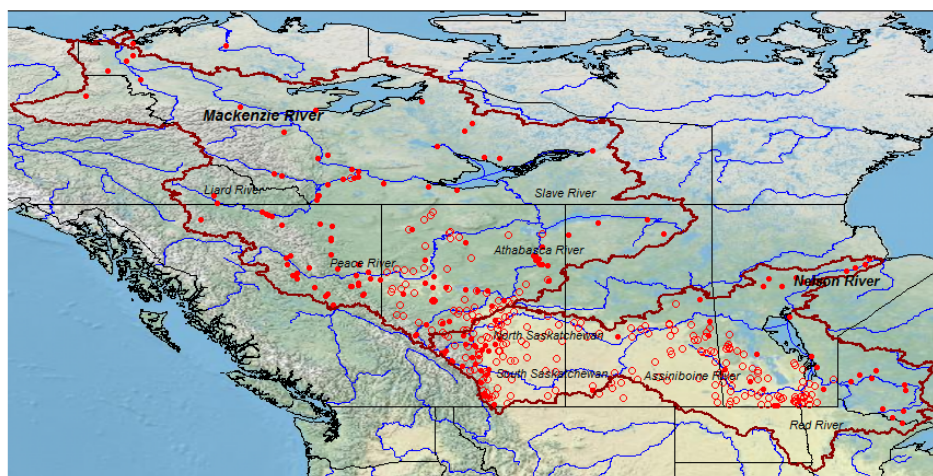 Mackenzie River
Liard River
Slave River
Peace River
Athabasca River
Nelson River
North Saskatchewan
South Saskatchewan
Assiniboine River
Red River